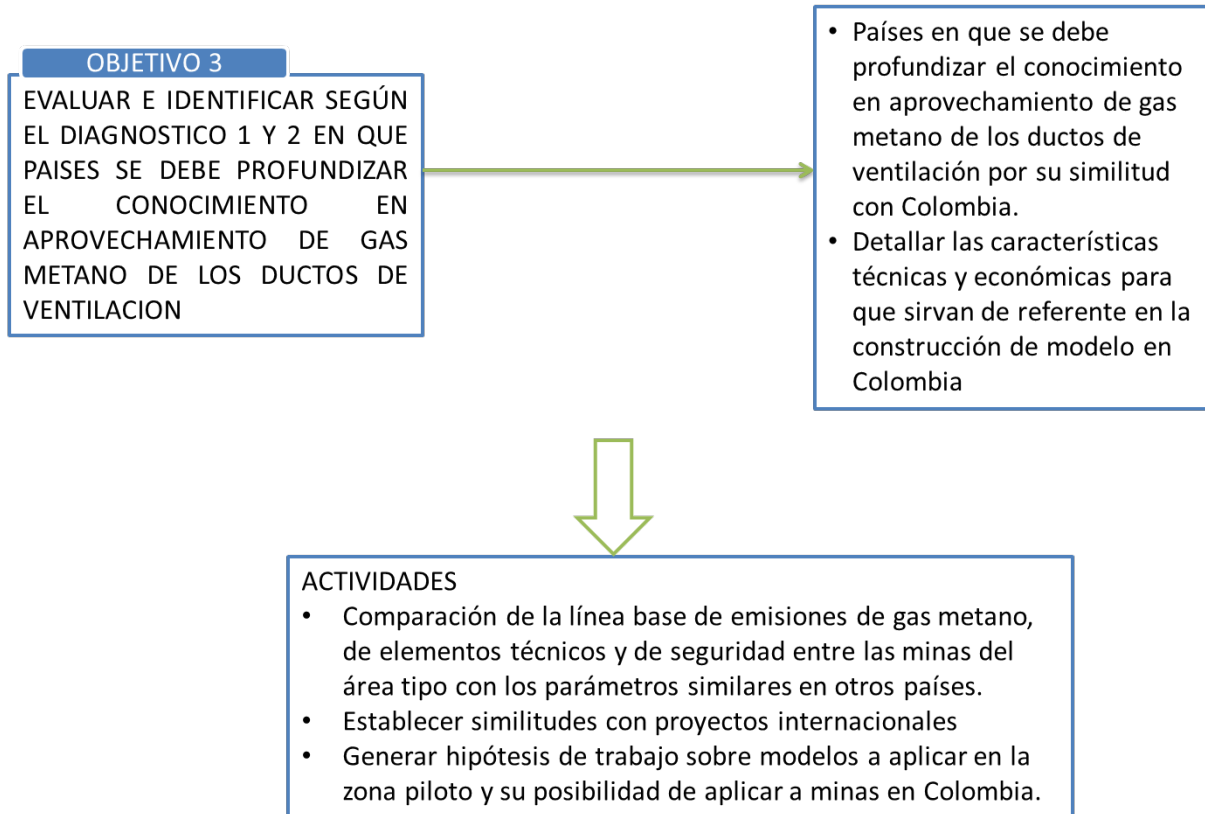 OBJETIVO 3
EVALUAR E IDENTIFICAR SEGÚN
EL DIAGNOSTICO 1 Y 2 EN QUE
PAISES SE DEBE PROFUNDIZAR
EL CONOCIMIENTO EN
APROVECHAMIENTO DE GAS
METANO DE LOS DUCTOS DE
VENTILACION
• Países en que se debe
profundizar el conocimiento
en aprovechamiento de gas
metano de los ductos de
ventilación por su similitud
con Colombia.
• Detallar las características
técnicas y económicas para
que sirvan de referente en la
construcción de modelo en
Colombia
ACTIVIDADES
• Comparación de la línea base de emisiones de gas metano,
de elementos técnicos y de seguridad entre las minas del
área tipo con los parámetros similares en otros países.
• Establecer similitudes con proyectos internacionales
• Generar hipótesis de trabajo sobre modelos a aplicar en la
zona piloto y su posibilidad de aplicar a minas en Colombia.